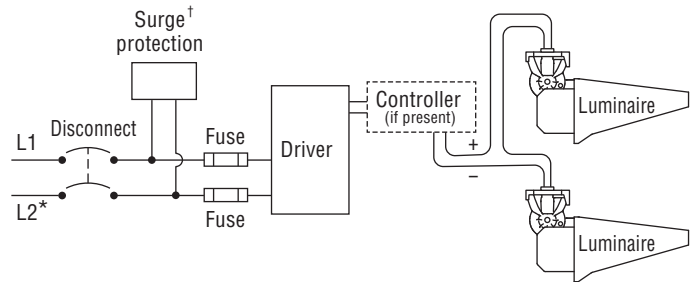 Surge†
protection
L1
Disconnect
Fuse
Driver
Controller
(if present)
+
–
Luminaire
L2*
Fuse
Luminaire